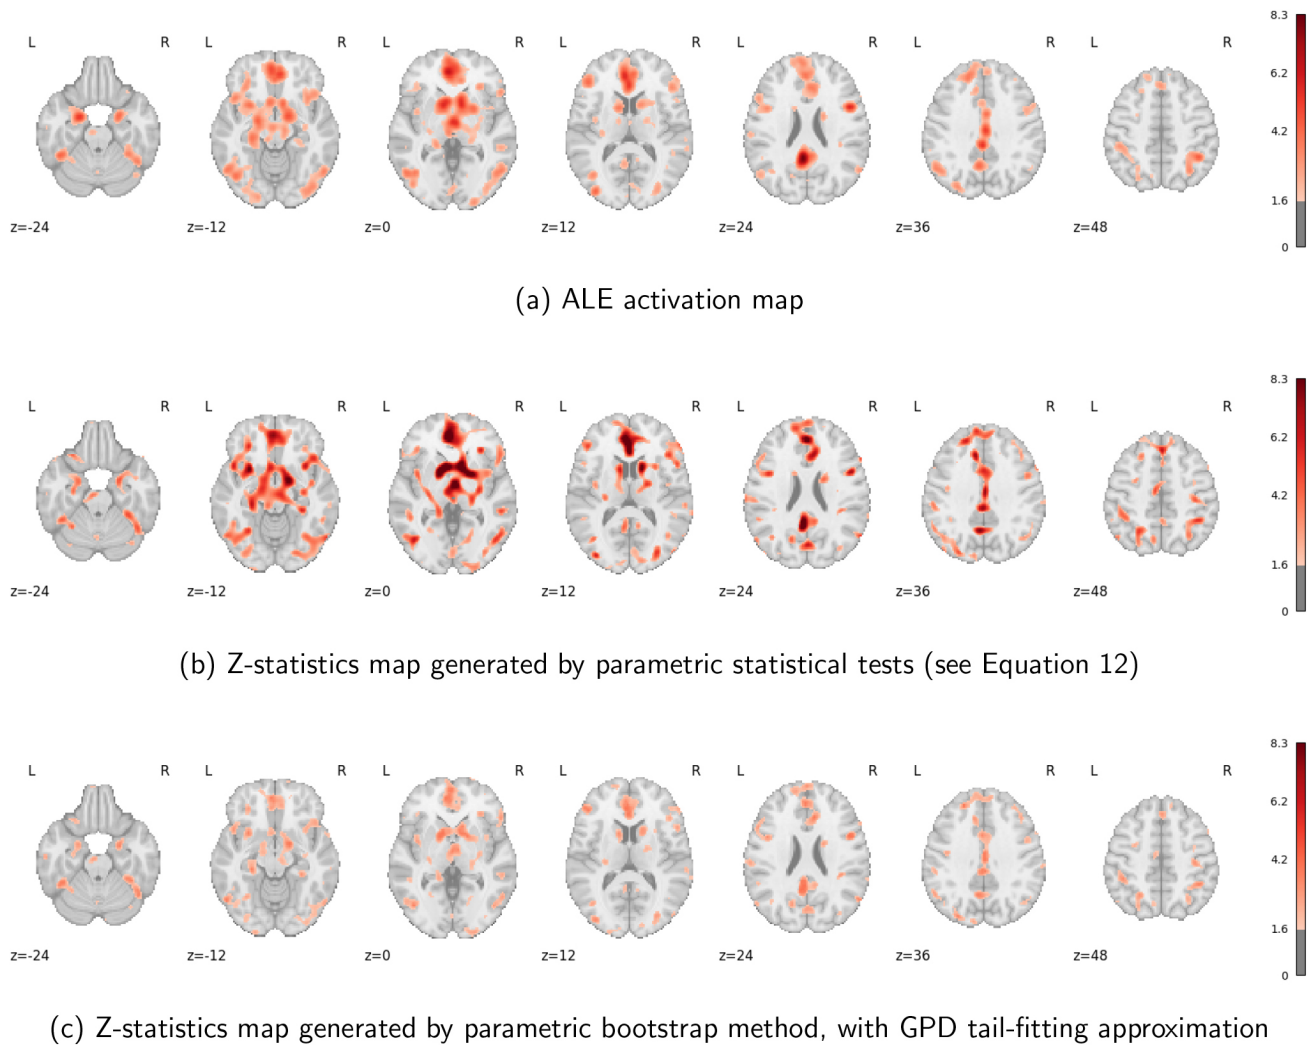 L R L R L R L R L R L R L R
8.3
6.2
4.2
1.6
0
z=-24 z=-12 z=0 z=12 z=24 z=36 z=48
(a) ALE activation map
L R L R L R L R L R L R L R
8.3
6.2
4.2
1.6
0
z=-24 z=-12 z=0 z=12 z=24 z=36 z=48
(b) Z-statistics map generated by parametric statistical tests (see Equation 12)
L R L R L R L R L R L R L R
8.3
6.2
4.2
1.6
0
z=-24 z=-12 z=0 z=12 z=24 z=36 z=48
(c) Z-statistics map generated by parametric bootstrap method, with GPD tail-fitting approximation